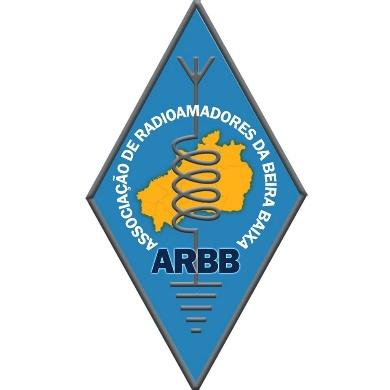 ASSOCIAÇÃO DE RADIOAMADORES DA BEIRA BAIXA
ARBB